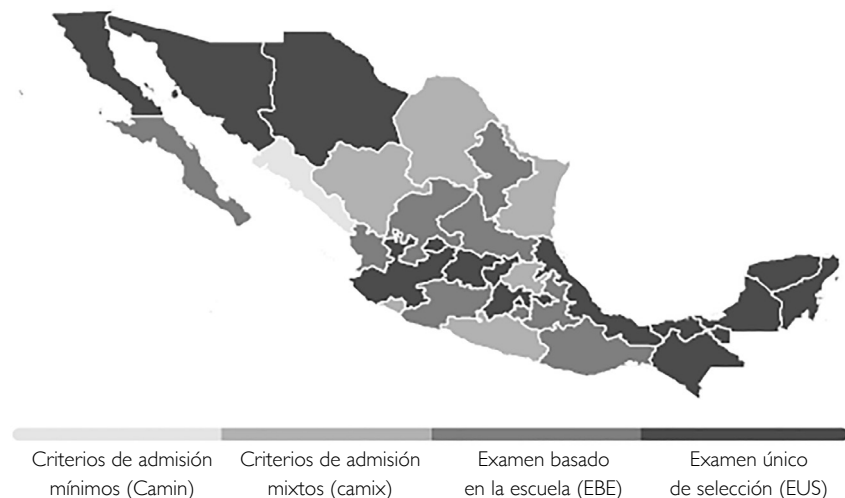 Criterios de admisión
mínimos (Camin)
Criterios de admisión
mixtos (camix)
Examen basado
en la escuela (EBE)
Examen único
de selección (EUS)